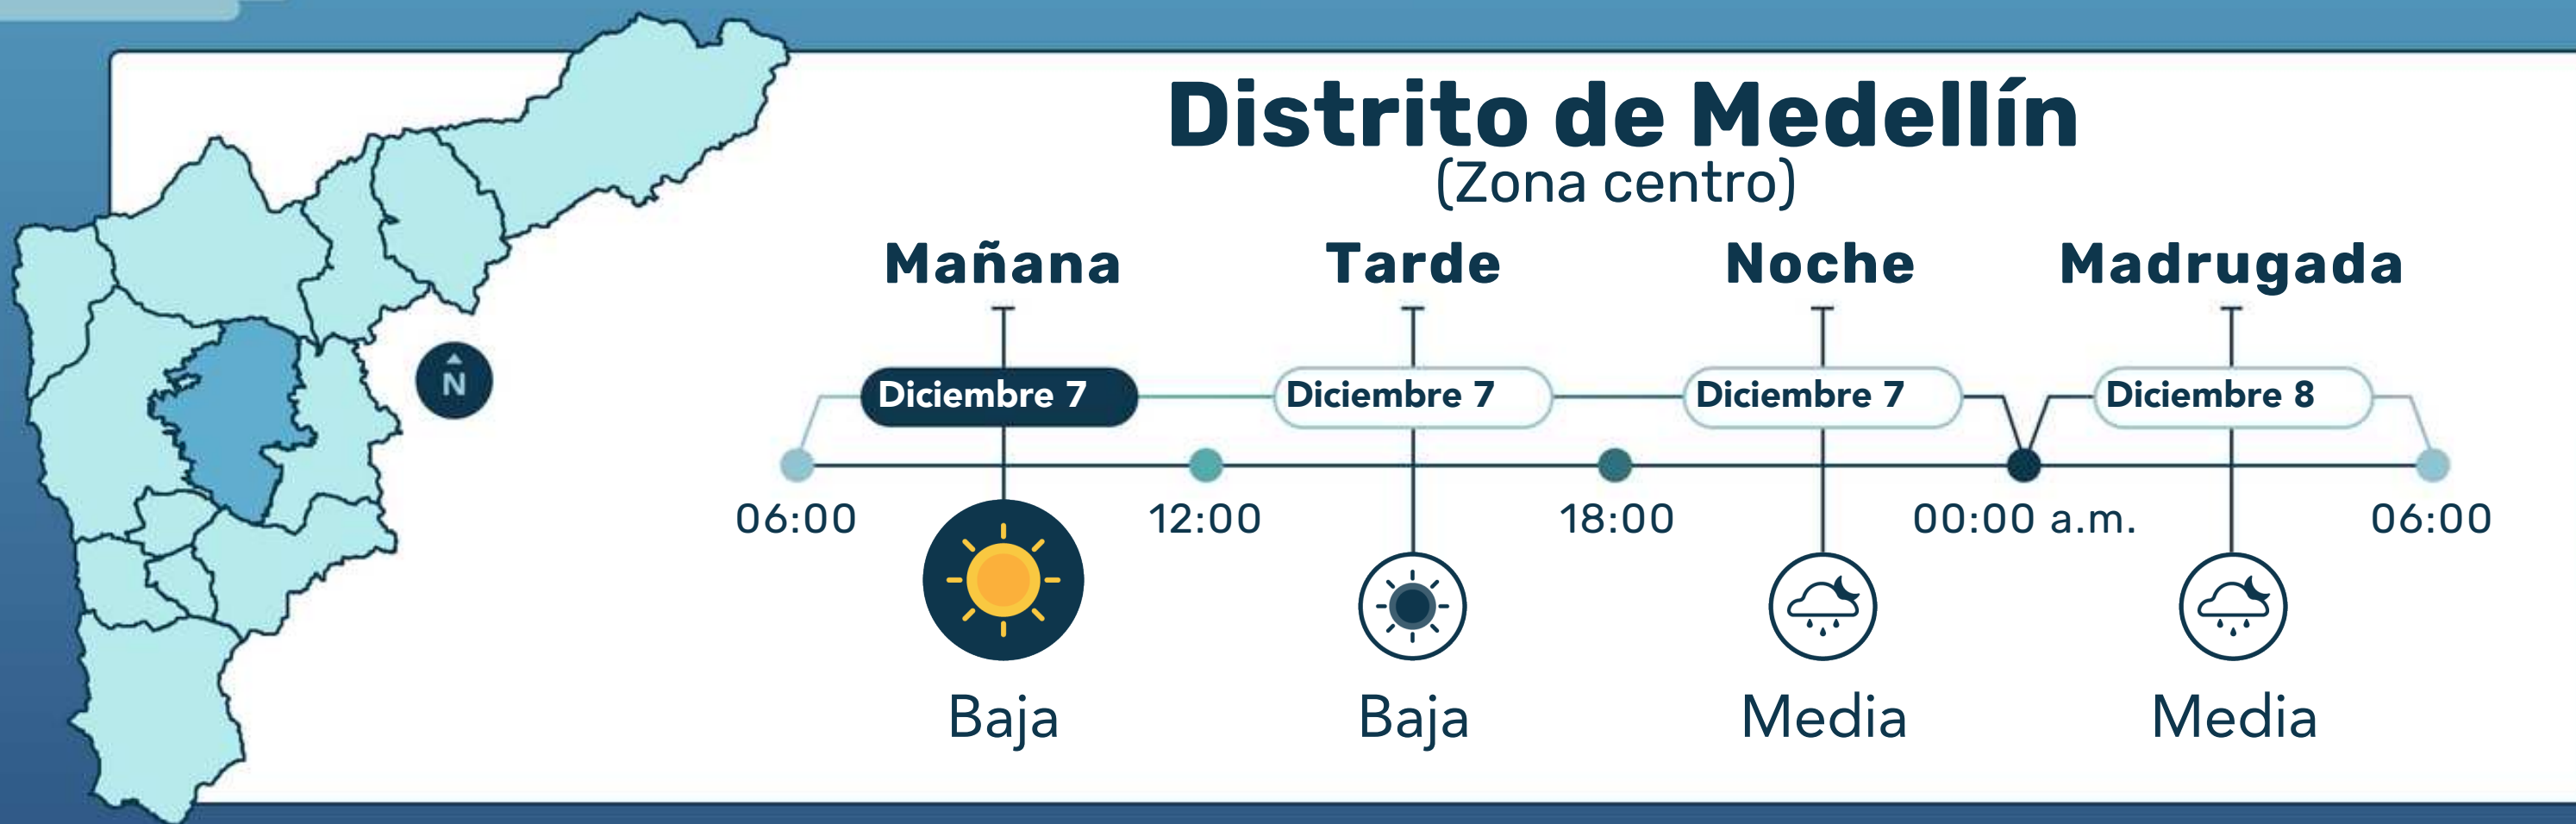 Distrito de Medellín
(Zona centro)
Mañana Tarde Noche Madrugada
N
Diciembre 7 Diciembre 7 Diciembre 7 Diciembre 8
06:00 12:00 18:00 00:00 a.m. 06:00
Baja Baja Media Media